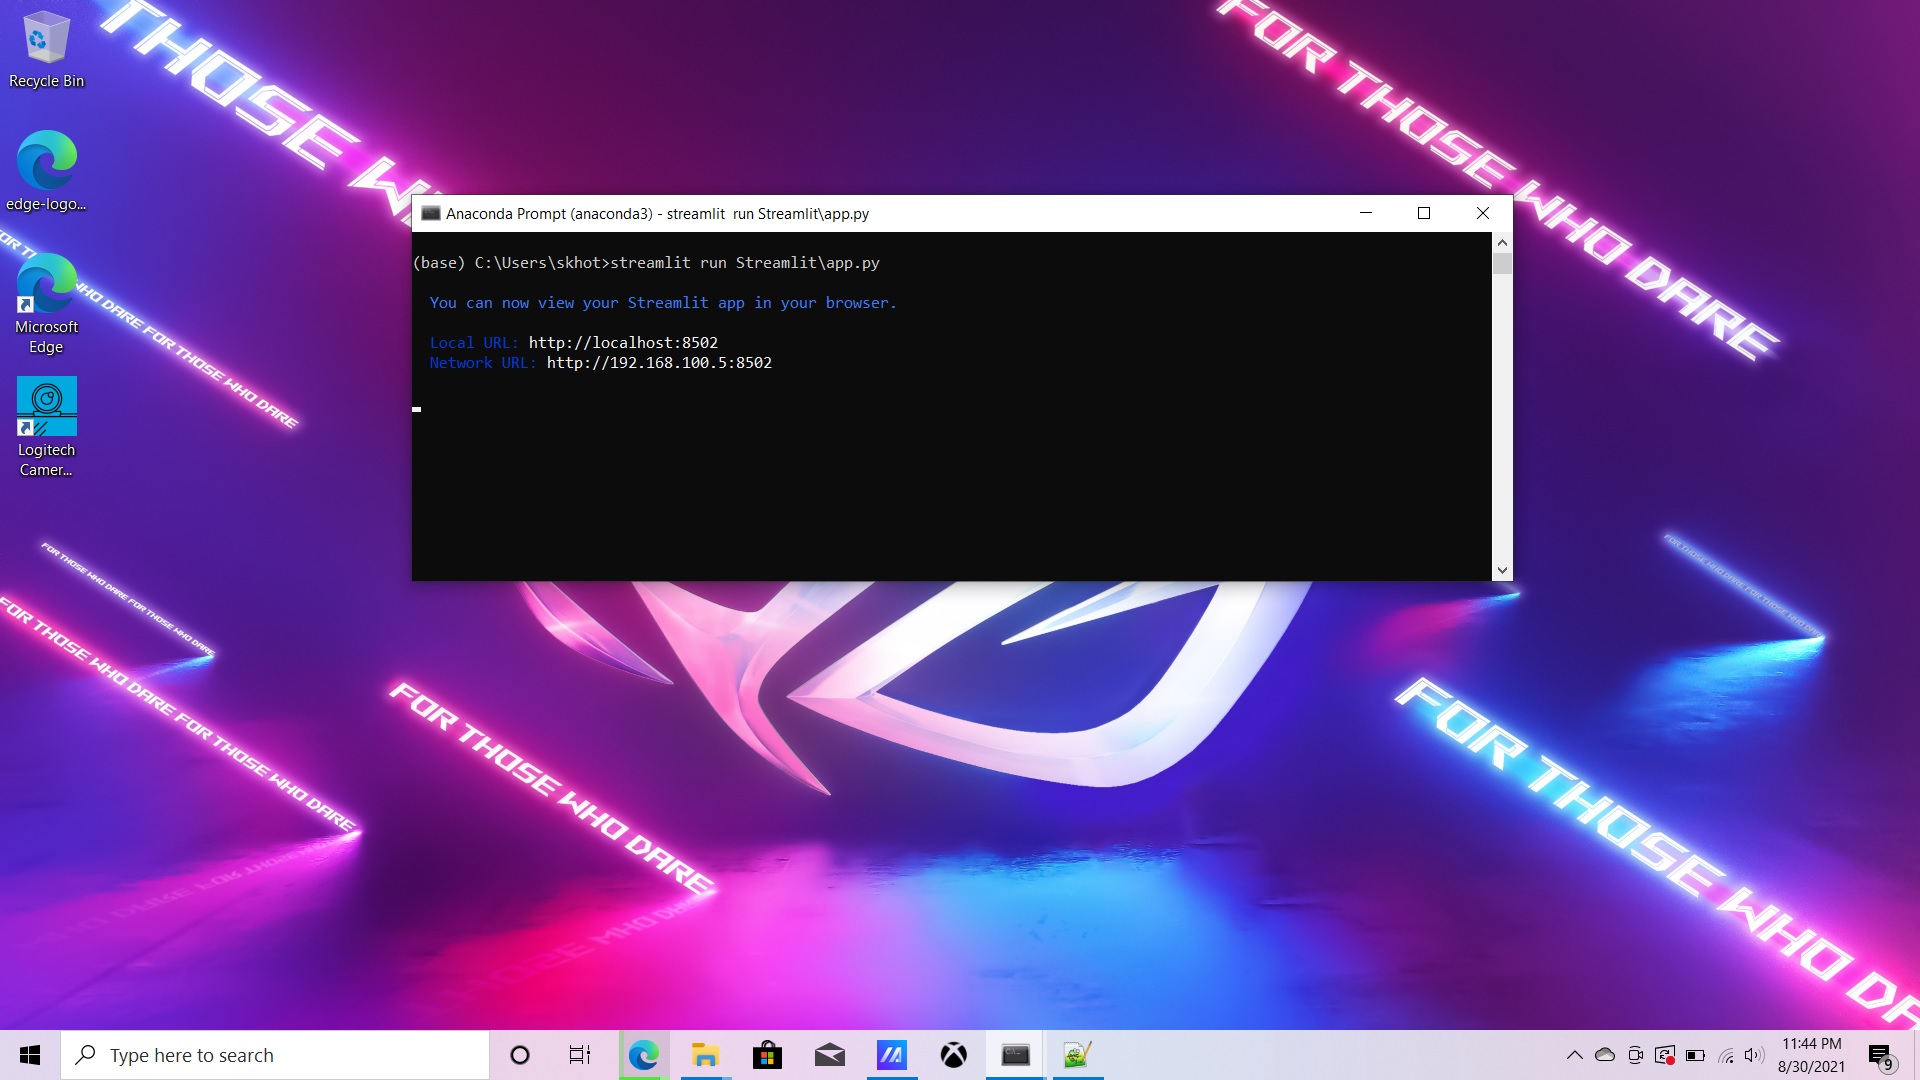 Recycle Bin
edge-logo...
Microsoft
Edge
Logitech
Camer...
THOSE W
FOR THOSE WHO DARE
WHO DARE FOR THOSE WHO DARE
FOR THOSE WHO DARE FOR THOSE WHO DARE
FOR THOSE WHO DARE FOR THOSE WHO DARE
FOR THOSE WHO DARE
FOR THOSE WHO DA
Anaconda Prompt (anaconda3) - streamlit  run Streamlit\app.py
(base) C:\Users\skhot>streamlit run Streamlit\app.py
You can now view your Streamlit app in your browser.
Local URL: http://localhost:8502
Network URL: http://192.168.100.5:8502
Type here to search
11:44 PM
8/30/2021
9